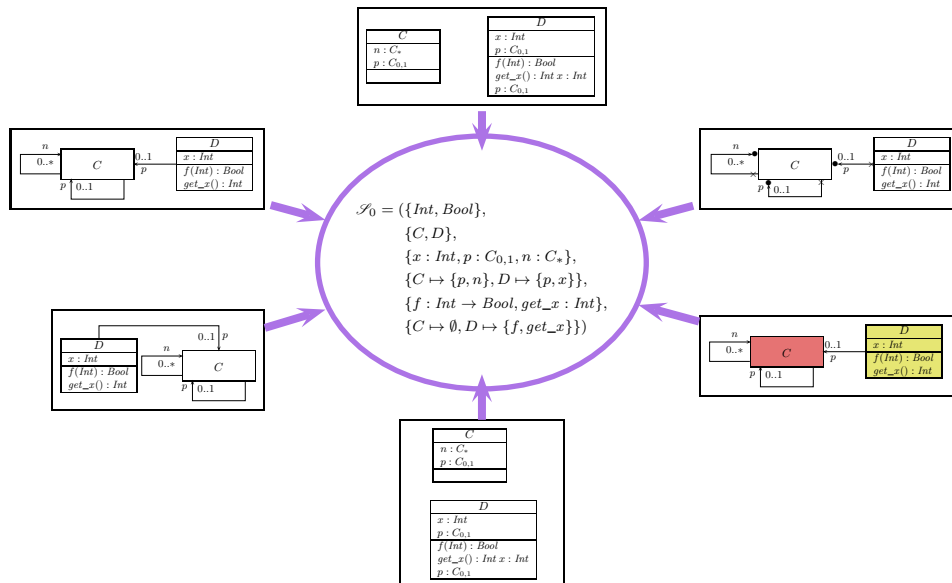 C
n : C*
p : C0,1
D
x : Int
p : C0,1
f(Int) : Bool
get_x() : Int x : Int
p : C0,1
n
0..*
C
p
0..1
0..1
p
D
x : Int
f(Int) : Bool
get_x() : Int
n
0..*
C
p
0..1
0..1
p
D
x : Int
f(Int) : Bool
get_x() : Int
𝒮0 = ({Int, Bool},
{C, D},
{x : Int, p : C0,1, n : C*},
{C ↦ {p, n}, D ↦ {p, x}},
{f : Int → Bool, get_x : Int},
{C ↦ ∅, D ↦ {f, get_x}})
D
x : Int
f(Int) : Bool
get_x() : Int
0..1
p
n
0..*
C
p
0..1
n
0..*
C
p
0..1
0..1
p
D
x : Int
f(Int) : Bool
get_x() : Int
C
n : C*
p : C0,1
D
x : Int
p : C0,1
f(Int) : Bool
get_x() : Int x : Int
p : C0,1